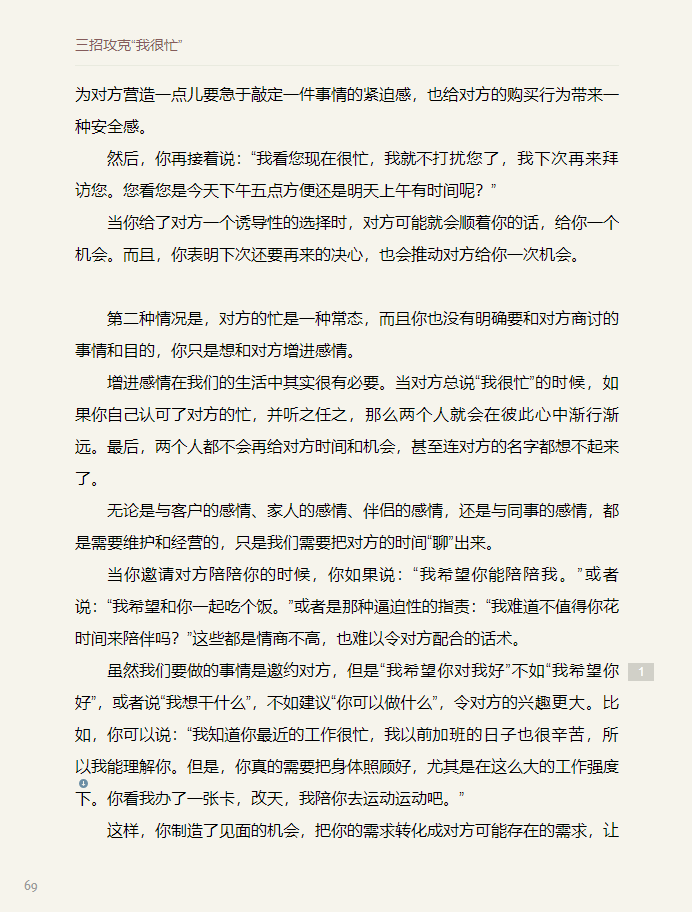 三招攻克“我很忙”
为对方营造一点儿要急于敲定一件事情的紧迫感，也给对方的购买行为带来一
种安全感。
然后，你再接着说：“我看您现在很忙，我就不打扰您了，我下次再来拜
访您。您看您是今天下午五点方便还是明天上午有时间呢？”
当你给了对方一个诱导性的选择时，对方可能就会顺着你的话，给你一个
机会。而且，你表明下次还要再来的决心，也会推动对方给你一次机会。
第二种情况是，对方的忙是一种常态，而且你也没有明确要和对方商讨的
事情和目的，你只是想和对方增进感情。
增进感情在我们的生活中其实很有必要。当对方总说“我很忙”的时候，如
果你自己认可了对方的忙，并听之任之，那么两个人就会在彼此心中渐行渐
远。最后，两个人都不会再给对方时间和机会，甚至连对方的名字都想不起来
了。
无论是与客户的感情、家人的感情、伴侣的感情，还是与同事的感情，都
是需要维护和经营的，只是我们需要把对方的时间“聊”出来。
当你邀请对方陪陪你的时候，你如果说：“我希望你能陪陪我。”或者
说：“我希望和你一起吃个饭。”或者是那种逼迫性的指责：“我难道不值得你花
时间来陪伴吗？”这些都是情商不高，也难以令对方配合的话术。
虽然我们要做的事情是邀约对方，但是“我希望你对我好”不如“我希望你
好”，或者说“我想干什么”，不如建议“你可以做什么”，令对方的兴趣更大。比
如，你可以说：“我知道你最近的工作很忙，我以前加班的日子也很辛苦，所
以我能理解你。但是，你真的需要把身体照顾好，尤其是在这么大的工作强度
下。你看我办了一张卡，改天，我陪你去运动运动吧。”
这样，你制造了见面的机会，把你的需求转化成对方可能存在的需求，让
1
69